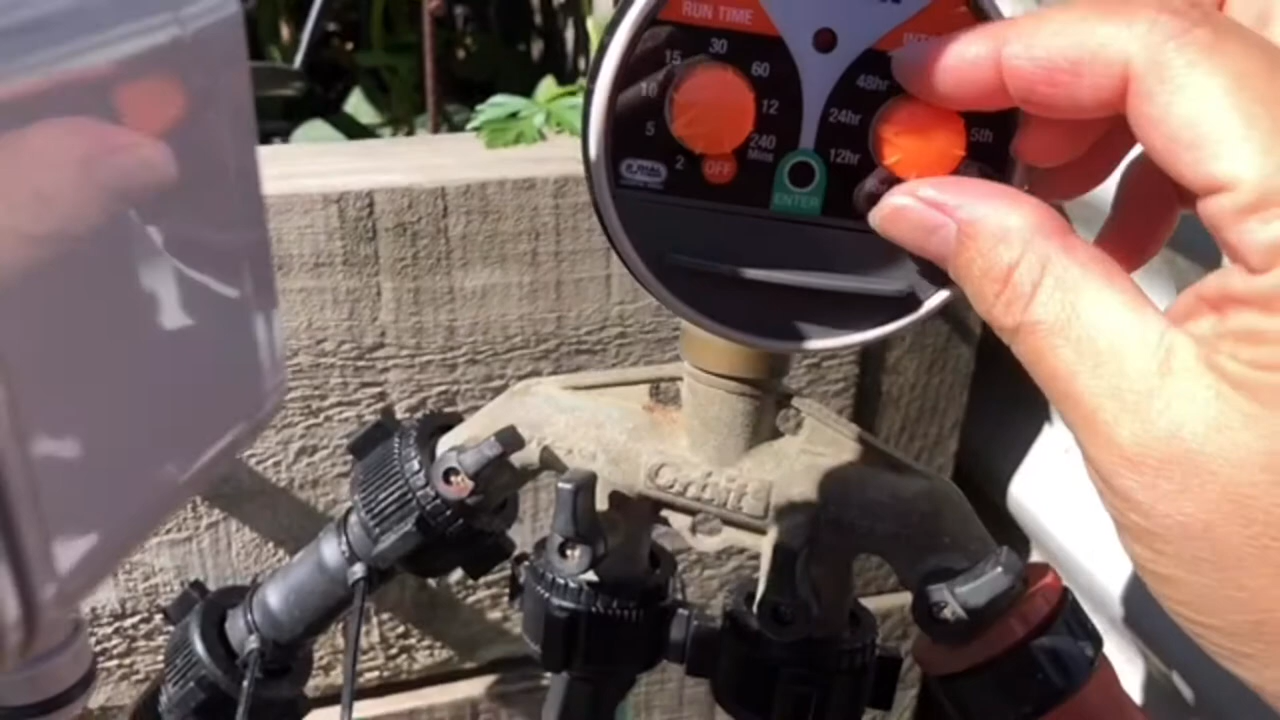 RUN TIME
15
30
60
10
12
5
240
Mins
2
OFF
ENTER
48hr
24hr
12hr
5th
Orbit